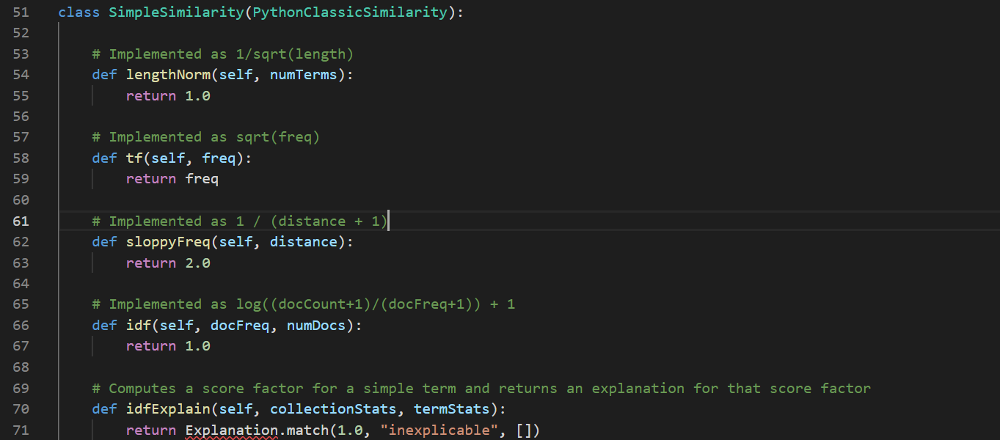 51 class SimpleSimilarity(PythonClassicSimilarity):
52
53     # Implemented as 1/sqrt(length)
54     def lengthNorm(self, numTerms):
55         return 1.0
56
57     # Implemented as sqrt(freq)
58     def tf(self, freq):
59         return freq
60
61     # Implemented as 1 / (distance + 1)
62     def sloppyFreq(self, distance):
63         return 2.0
64
65     # Implemented as log((docCount+1)/(docFreq+1)) + 1
66     def idf(self, docFreq, numDocs):
67         return 1.0
68
69     # Computes a score factor for a simple term and returns an explanation for that score factor
70     def idfExplain(self, collectionStats, termStats):
71         return Explanation.match(1.0, "inexplicable", [])